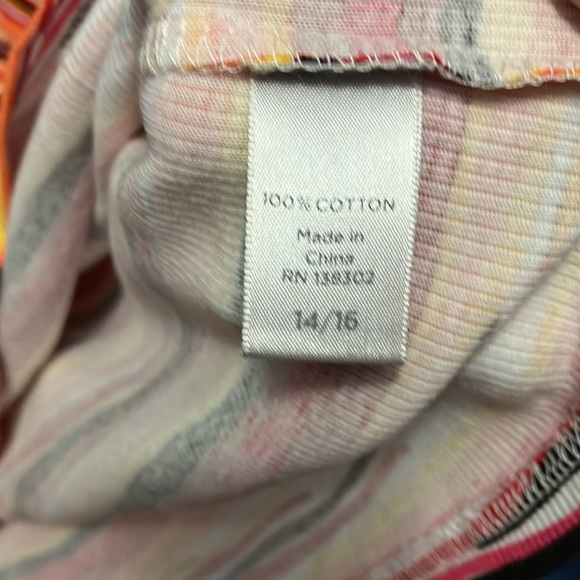 100% COTTON
Made in
China
RN 138302
14/16